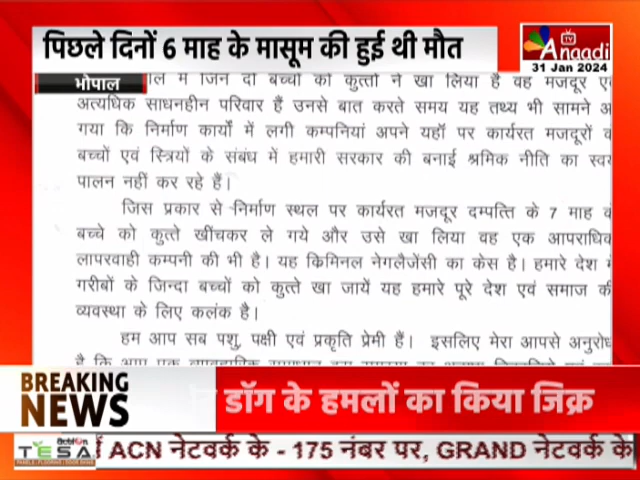 पिछले दिनों 6 माह के मासूम की हुई थी मौत
TV
Anaadi
31 Jan 2024
भोपाल
में जिन दो बच्चों को कुत्तों ने खा लिया है वह मजदूर
अत्यधिक साधनहीन परिवार हैं उनसे बात करते समय यह तथ्य भी सामने
गया कि निर्माण कार्यो में लगी कम्पनियां अपने यहाँ पर कार्यरत मजदूरों
बच्चों एवं स्त्रियों के संबंध में हमारी सरकार की बनाई श्रमिक नीति का
पालन नहीं कर रहे हैं।
जिस प्रकार से निर्माण स्थल पर कार्यरत मजदूर दम्पत्ति के 7 माह
बच्चे को कुत्ते खींचकर ले गये और उसे खा लिया वह एक आपराधिक
लापरवाही कम्पनी की भी है। यह क्रिमिनल नेगलैजेंसी का केस है। हमारे देश
गरीबों के जिन्दा बच्चों को कुत्ते खा जायें यह हमारे पूरे देश एवं समाज की
व्यवस्था के लिए कलंक है।
हम आप सब पशु, पक्षी एवं प्रकृति प्रेमी हैं। इसलिए मेरा आपसे अनुरोध
BREAKING
NEWS
डॉग के हमलों का किया जिक्र
TESA
ACN नेटवर्क के - 175 नंबर पर, GRAND नेटवर्क के